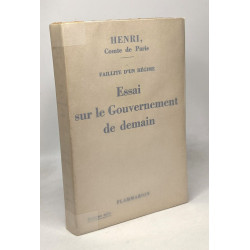 HENRI,
Comte de Paris
FAILLITE D'UN RÉGIME
Essai
sur le Gouvernement
de demain
FLAMMARION